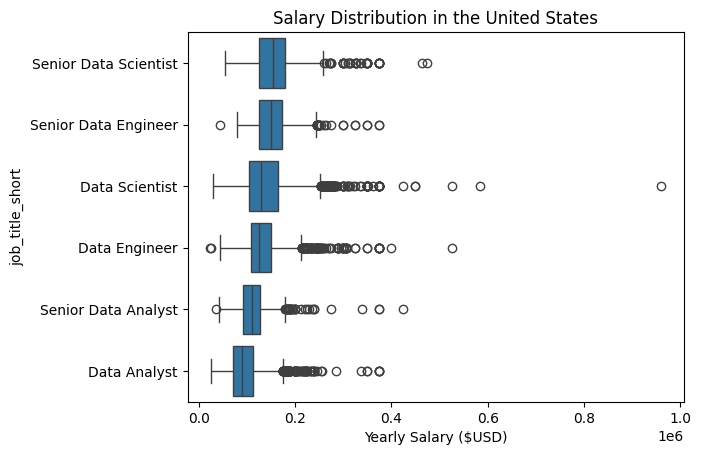 Salary Distribution in the United States
Senior Data Scientist
Senior Data Engineer
Data Scientist
Data Engineer
Senior Data Analyst
Data Analyst
job_title_short
0.0 0.2 0.4 0.6 0.8 1.0
1e6
Yearly Salary ($USD)